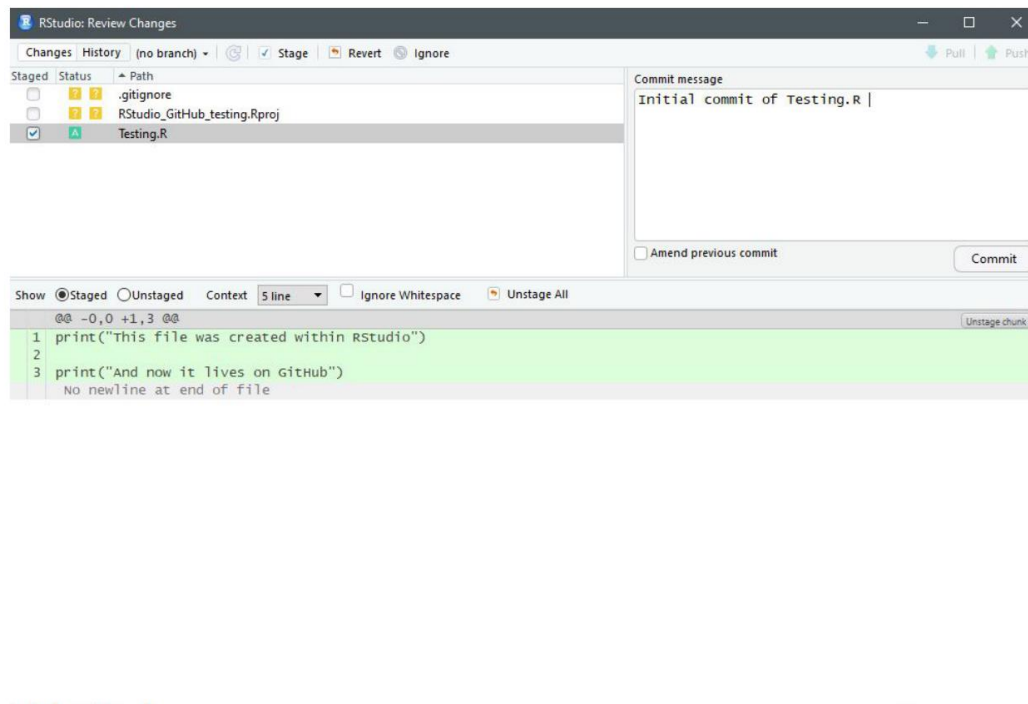 RStudio: Review Changes
Changes History (no branch) Stage Revert Ignore Pull Push
Staged Status Path
? ? .gitignore
? ? RStudio_GitHub_testing.Rproj
A Testing.R
Commit message
Initial commit of Testing.R
Amend previous commit
Commit
Show Staged Unstaged Context 5 line Ignore Whitespace Unstage All
@@ -0,0 +1,3 @@ Unstage chunk
1 print("This file was created within RStudio")
2
3 print("And now it lives on GitHub")
No newline at end of file